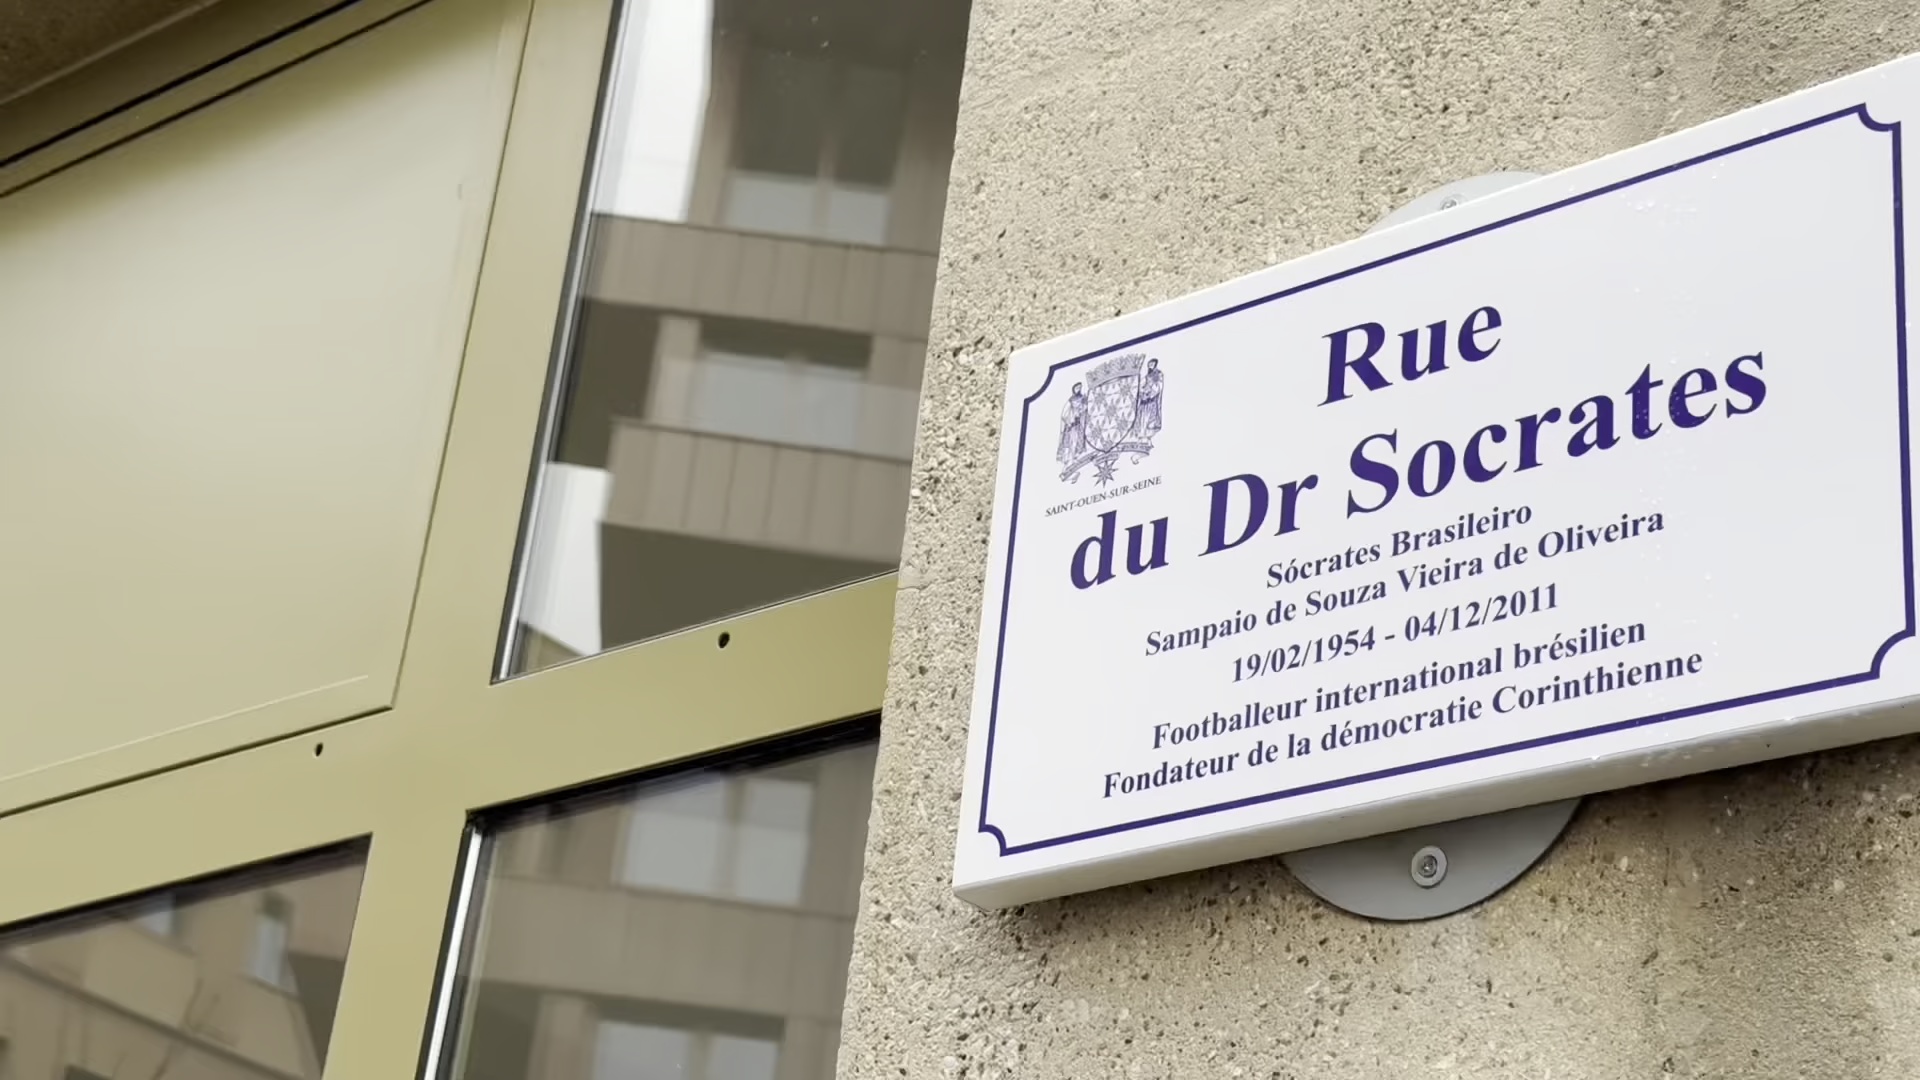 Rue
du Dr Socrates
SAINT-OUEN-SUR-SEINE
Sócrates Brasileiro
Sampaio de Souza Vieira de Oliveira
19/02/1954 - 04/12/2011
Footballeur international brésilien
Fondateur de la démocratie Corinthienne